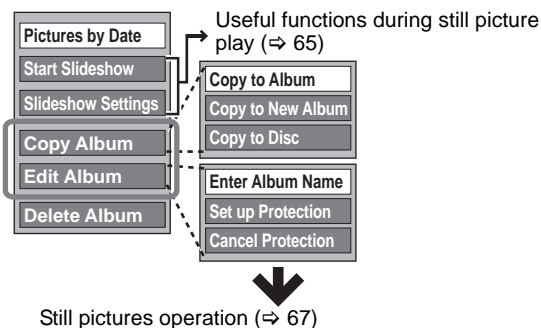 Useful functions during still picture
play (⇨ 65)
Pictures by Date
Start Slideshow
Slideshow Settings
Copy Album
Edit Album
Delete Album
Copy to Album
Copy to New Album
Copy to Disc
Enter Album Name
Set up Protection
Cancel Protection
Still pictures operation (⇨ 67)